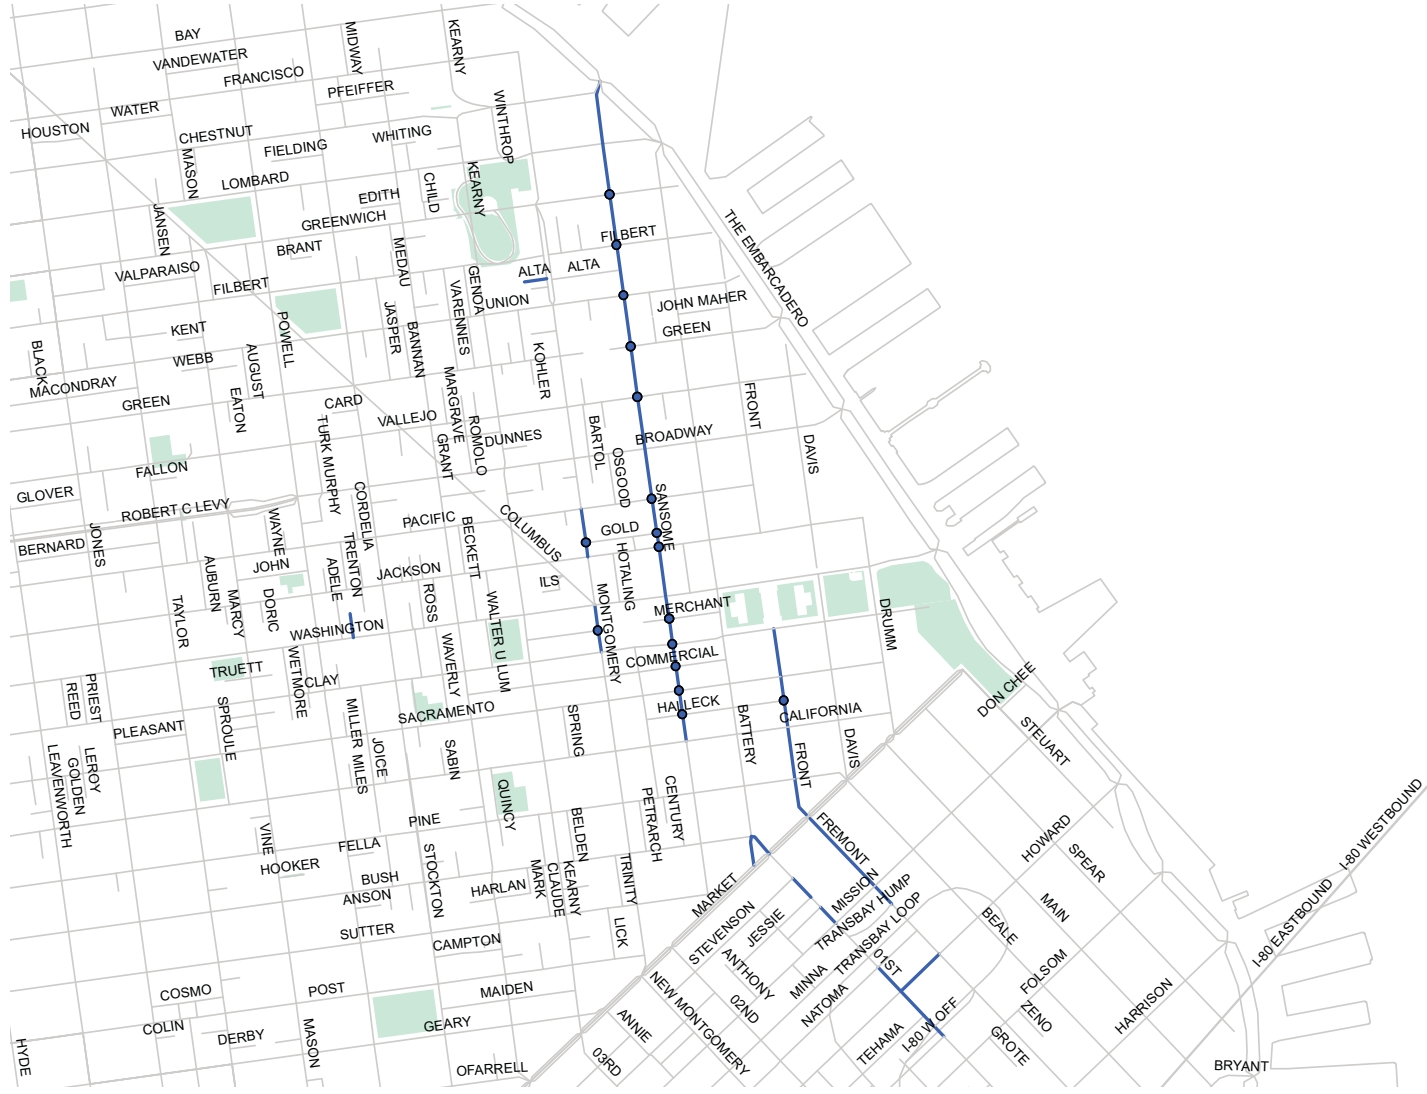 BAY
MIDWAY
KEARNY
VANDEWATER
FRANCISCO
PFEIFFER
WATER
WINTHROP
HOUSTON
CHESTNUT
WHITING
FIELDING
MASON
LOMBARD
EDITH
CHILD
KEARNY
JANSEN
GREENWICH
THE EMBARCADERO
BRANT
MEDAU
FILBERT
VALPARAISO
ALTA
ALTA
FILBERT
GENOA
VARENNES
UNION
JOHN MAHER
KENT
POWELL
JASPER
BANNAN
GREEN
BLACK
WEBB
AUGUST
KOHLER
MACONDRAY
GREEN
EATON
CARD
VALLEJO
MARGRAVE
FRONT
TURK MURPHY
GRANT
ROMOLO
DUNNES
BARTOL
BROADWAY
DAVIS
FALLON
OSGOOD
GLOVER
ROBERT C LEVY
CORDELIA
SANSOME
WAYNE
PACIFIC
BECKETT
COLUMBUS
GOLD
BERNARD
JONES
TRENTON
JOHN
ADELE
JACKSON
HOTALING
AUBURN
MARCY
DORIC
ROSS
ILS
TAYLOR
WALTER U LUM
MONTGOMERY
MERCHANT
DRUMM
WASHINGTON
WAVERLY
COMMERCIAL
TRUETT
WETMORE
CLAY
DON CHEE
REED
PRIEST
SPROULE
MILLER MILES
SACRAMENTO
SPRING
HALLECK
BATTERY
CALIFORNIA
PLEASANT
JOICE
SABIN
DAVIS
STEUART
LEAVENWORTH
GOLDEN
LEROY
FRONT
QUINCY
PETRARCH
CENTURY
I-80 WESTBOUND
VINE
PINE
BELDEN
FREMONT
HOWARD
FELLA
HOOKER
STOCKTON
SPEAR
BUSH
ANSON
HARLAN
MARK
CLAUDE
KEARNY
TRINITY
MARKET
MISSION
TRANSBAY HUMP
MAIN
SUTTER
CAMPTON
LICK
STEVENSON
JESSIE
TRANSBAY LOOP
BEALE
I-80 EASTBOUND
01ST
ANTHONY
MINNA
FOLSOM
COSMO
POST
MAIDEN
NEW MONTGOMERY
02ND
NATOMA
HARRISON
COLIN
DERBY
MASON
GEARY
ANNIE
TEHAMA
I-80 W OFF
ZENO
GROTE
HYDE
OFARRELL
03RD
BRYANT